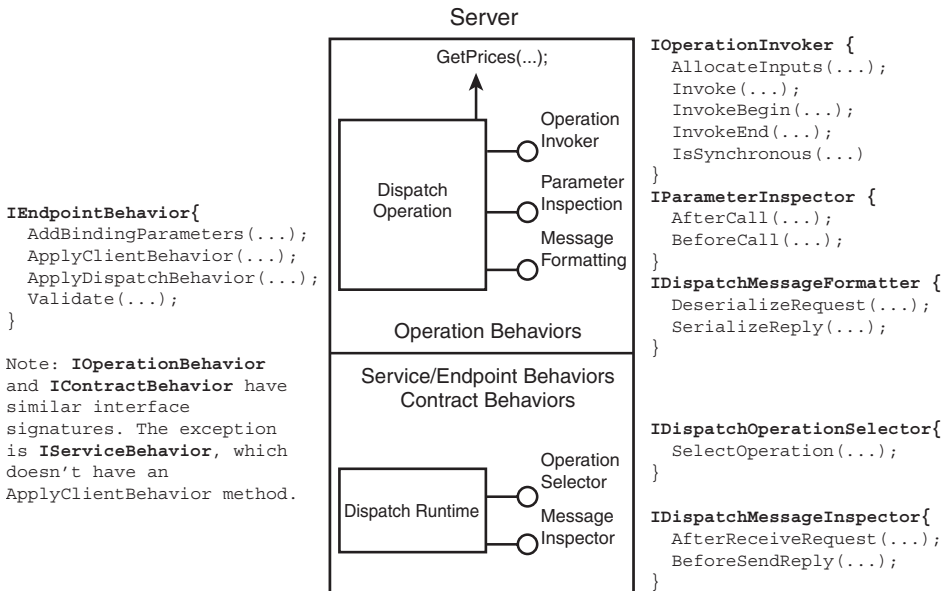 Server
GetPrices(...);
Operation
Invoker
Parameter
Inspection
Message
Formatting
Dispatch
Operation
Operation Behaviors
Service/Endpoint Behaviors
Contract Behaviors
Operation
Selector
Message
Inspector
Dispatch Runtime
IEndpointBehavior{
AddBindingParameters(...);
ApplyClientBehavior(...);
ApplyDispatchBehavior(...);
Validate(...);
}
Note: IOperationBehavior
and IContractBehavior have
similar interface
signatures. The exception
is IServiceBehavior, which
doesn't have an
ApplyClientBehavior method.
IOperationInvoker {
AllocateInputs(...);
Invoke(...);
InvokeBegin(...);
InvokeEnd(...);
IsSynchronous(...)
}
IParameterInspector {
AfterCall(...);
BeforeCall(...);
}
IDispatchMessageFormatter {
DeserializeRequest(...);
SerializeReply(...);
}
IDispatchOperationSelector{
SelectOperation(...);
}
IDispatchMessageInspector{
AfterReceiveRequest(...);
BeforeSendReply(...);
}